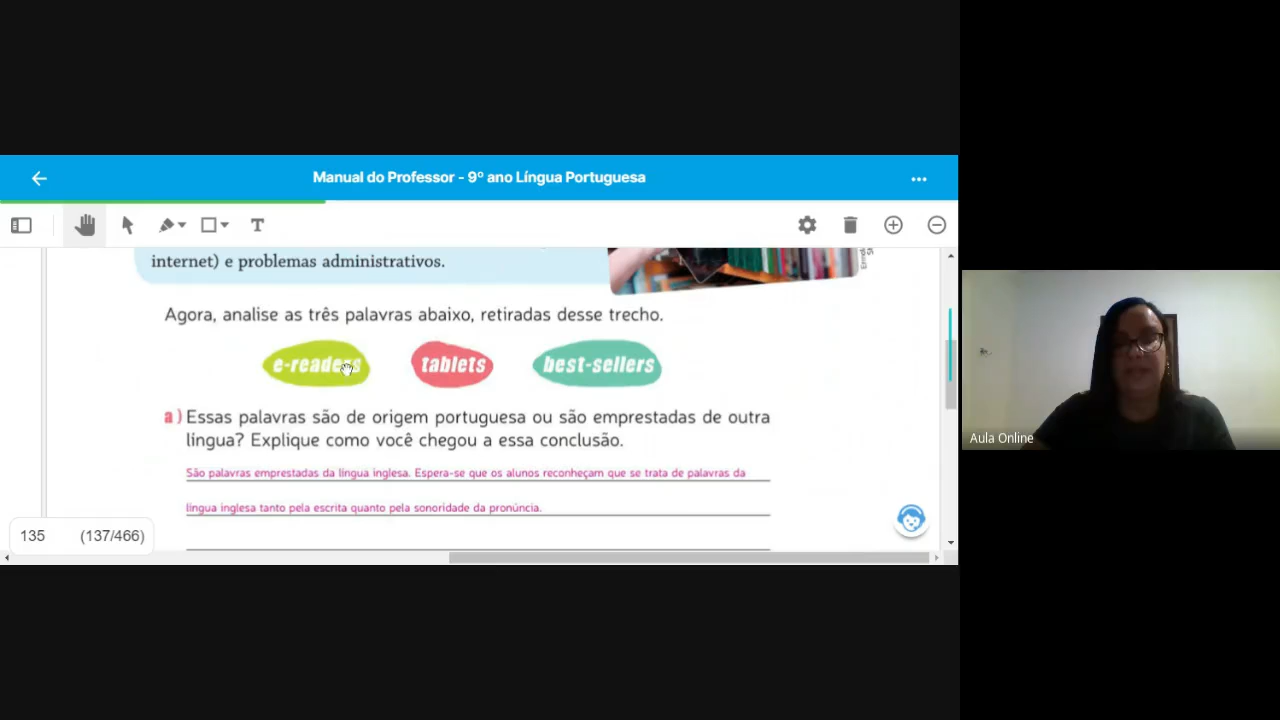 Manual do Professor - 9º ano Língua Portuguesa
internet) e problemas administrativos.
Agora, analise as três palavras abaixo, retiradas desse trecho.
e-readers tablets best-sellers
a) Essas palavras são de origem portuguesa ou são emprestadas de outra
língua? Explique como você chegou a essa conclusão.
São palavras emprestadas da língua inglesa. Espera-se que os alunos reconheçam que se trata de palavras da
língua inglesa tanto pela escrita quanto pela sonoridade da pronúncia.
135 (137/466)
Aula Online